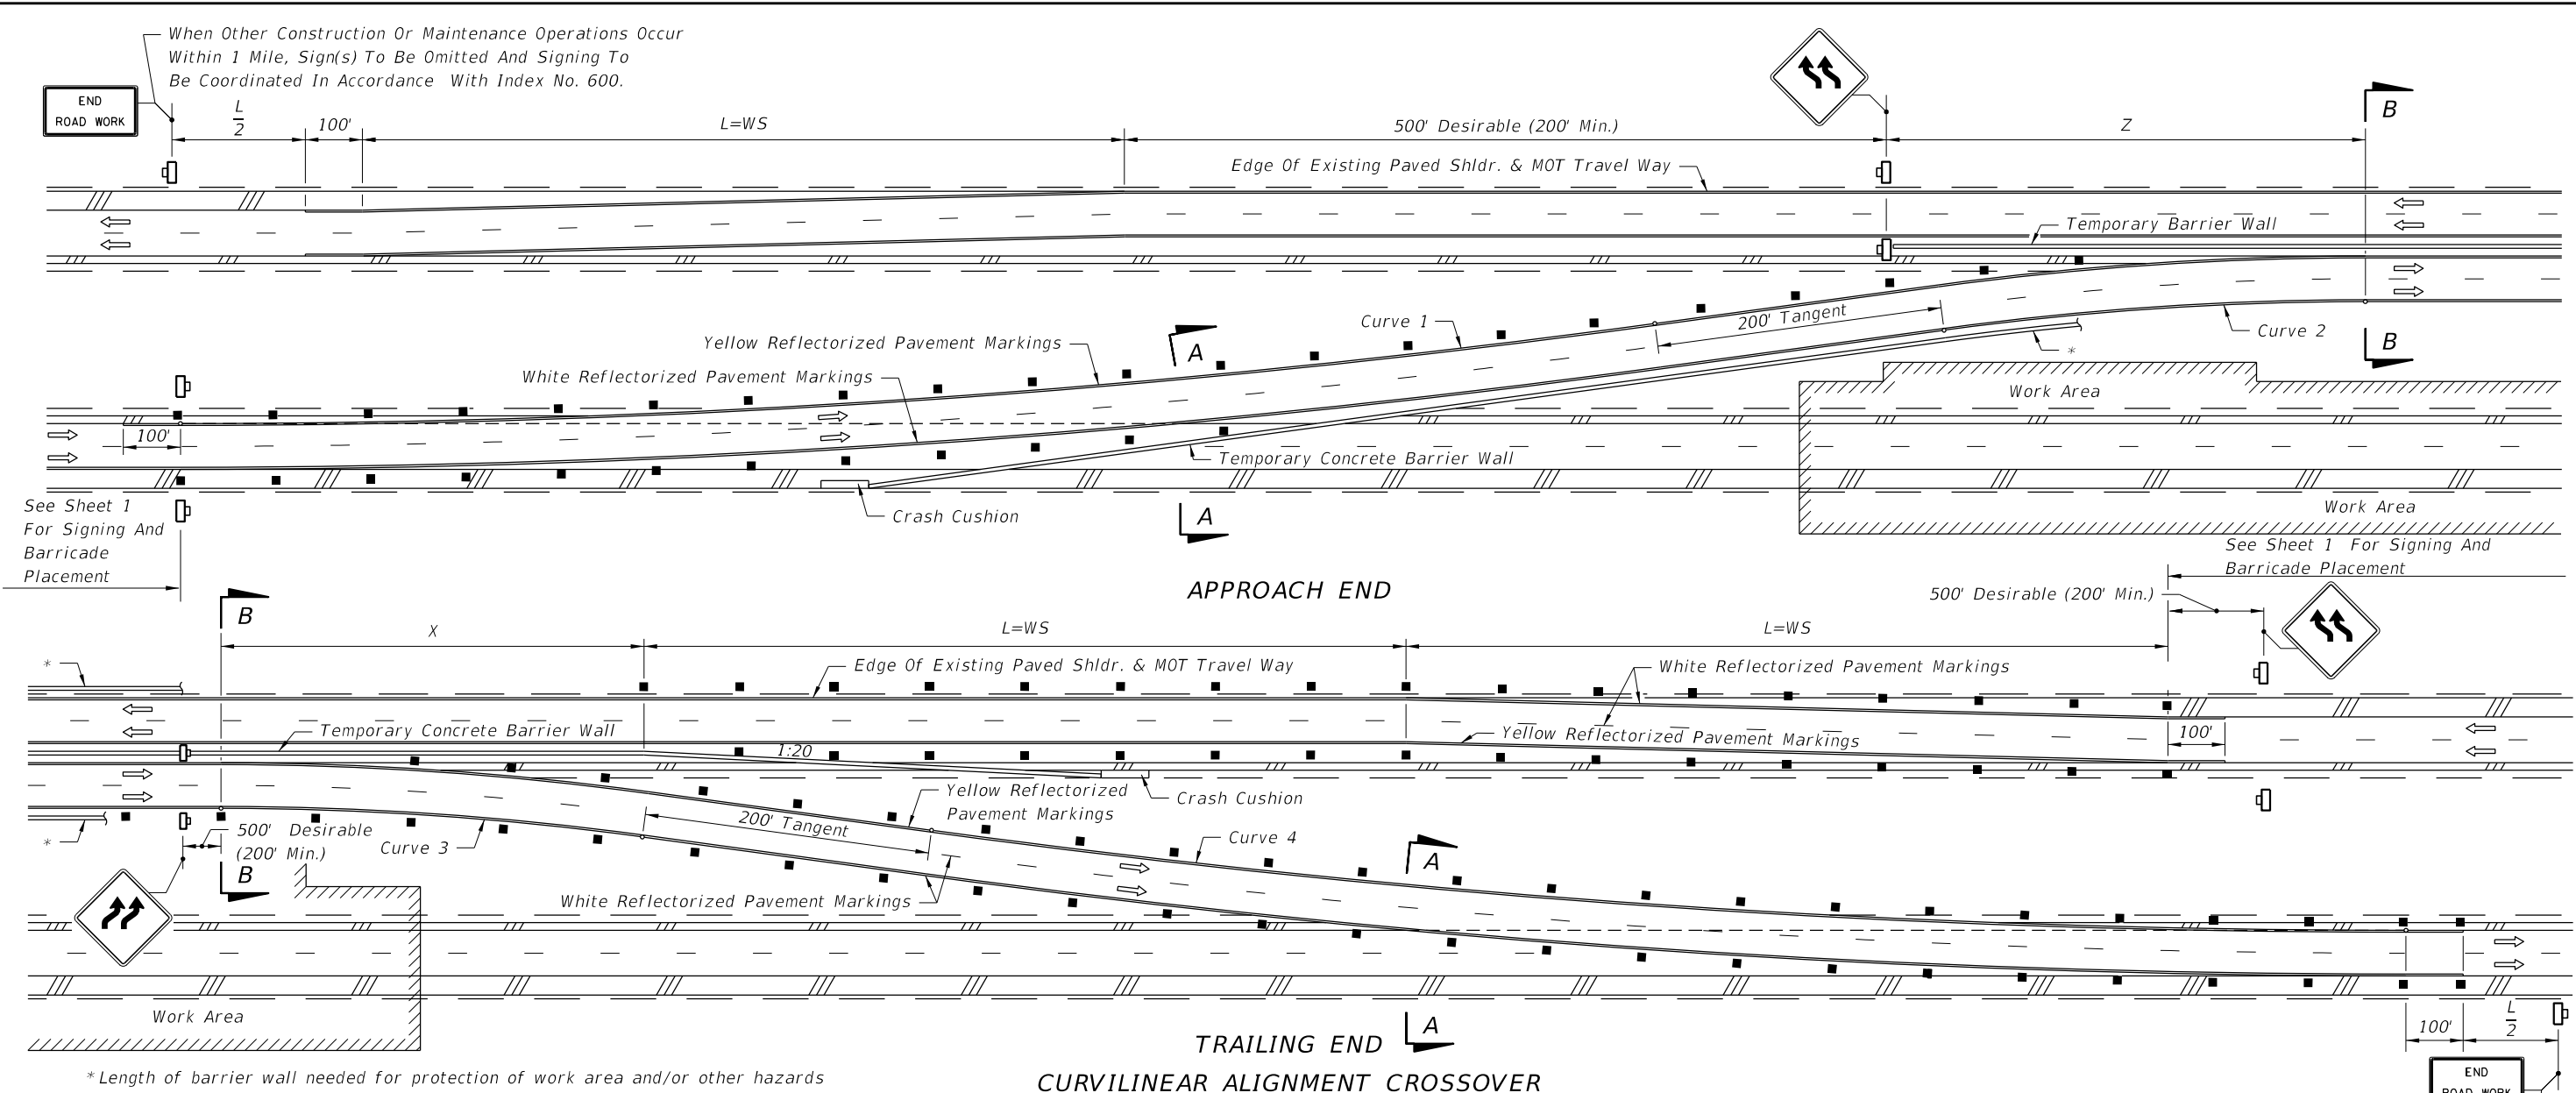 When Other Construction Or Maintenance Operations Occur
Within 1 Mile, Sign(s) To Be Omitted And Signing To
Be Coordinated In Accordance With Index No. 600.
END
ROAD WORK
L
2
100'
L=WS
500' Desirable (200' Min.)
Z
B
Edge Of Existing Paved Shldr. & MOT Travel Way
Temporary Barrier Wall
Curve 1
200' Tangent
Curve 2
B
*
Yellow Reflectorized Pavement Markings
A
White Reflectorized Pavement Markings
Work Area
100'
Temporary Concrete Barrier Wall
See Sheet 1
For Signing And
Barricade
Placement
Crash Cushion
A
Work Area
See Sheet 1 For Signing And
Barricade Placement
APPROACH END
500' Desirable (200' Min.)
B
X
L=WS
L=WS
*
Edge Of Existing Paved Shldr. & MOT Travel Way
White Reflectorized Pavement Markings
Temporary Concrete Barrier Wall
1:20
Yellow Reflectorized Pavement Markings
100'
Yellow Reflectorized
Pavement Markings
Crash Cushion
*
500' Desirable
(200' Min.)
Curve 3
200' Tangent
Curve 4
A
B
White Reflectorized Pavement Markings
Work Area
A
TRAILING END
100'
L
2
* Length of barrier wall needed for protection of work area and/or other hazards
CURVILINEAR ALIGNMENT CROSSOVER
END
ROAD WORK